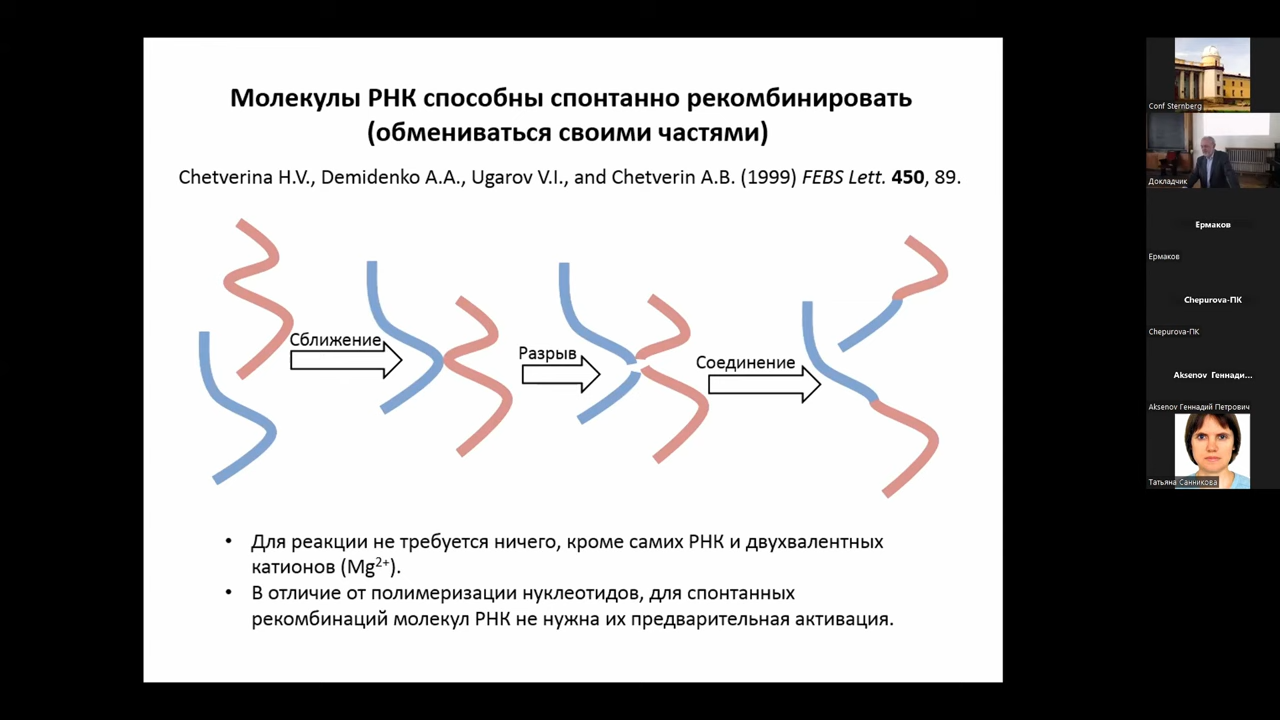 Молекулы РНК способны спонтанно рекомбинировать
(обмениваться своими частями)
Chetverina H.V., Demidenko A.A., Ugarov V.I., and Chetverin A.B. (1999) FEBS Lett. 450, 89.
Сближение
Разрыв
Соединение
• Для реакции не требуется ничего, кроме самих РНК и двухвалентных
катионов (Mg²⁺).
• В отличие от полимеризации нуклеотидов, для спонтанных
рекомбинаций молекул РНК не нужна их предварительная активация.
Conf Sternberg
Докладчик
Ермаков
Ермаков
Chepurova-ПК
Chepurova-ПК
Aksenov Геннади...
Aksenov Геннадий Петрович
Татьяна Санникова